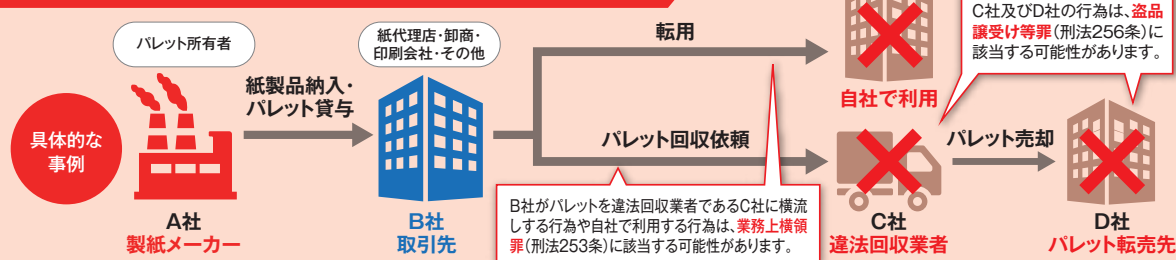 具体的な
事例
パレット所有者
A社
製紙メーカー
紙製品納入・
パレット貸与
紙代理店・卸商・
印刷会社・その他
B社
取引先
転用
自社で利用
パレット回収依頼
B社がパレットを違法回収業者であるC社に横流
しする行為や自社で利用する行為は、業務上横領
罪(刑法253条)に該当する可能性があります。
C社
違法回収業者
パレット売却
C社及びD社の行為は、盗品
譲受け等罪(刑法256条)に
該当する可能性があります。
D社
パレット転売先